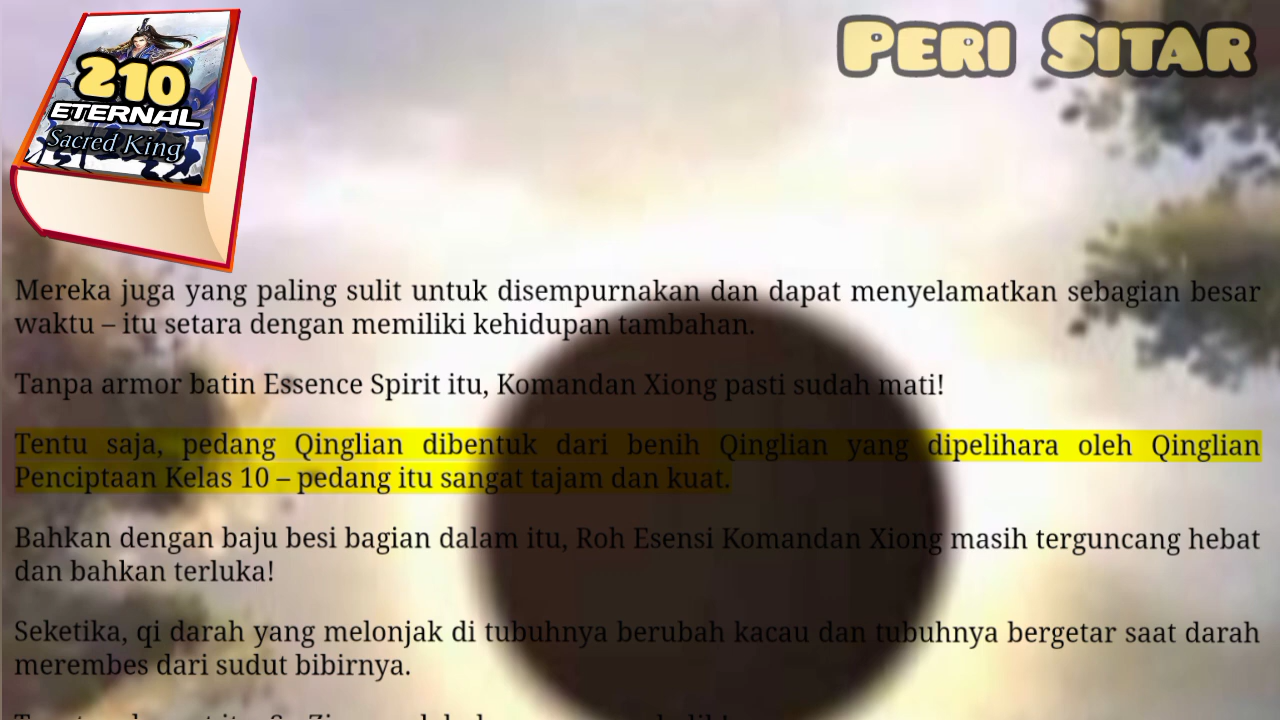 210
ETERNAL
Sacred King
PERI SITAR
Mereka juga yang paling sulit untuk disempurnakan dan dapat menyelamatkan sebagian besar
waktu – itu setara dengan memiliki kehidupan tambahan.
Tanpa armor batin Essence Spirit itu, Komandan Xiong pasti sudah mati!
Tentu saja, pedang Qinglian dibentuk dari benih Qinglian yang dipelihara oleh Qinglian
Penciptaan Kelas 10 – pedang itu sangat tajam dan kuat.
Bahkan dengan baju besi bagian dalam itu, Roh Esensi Komandan Xiong masih terguncang hebat
dan bahkan terluka!
Seketika, qi darah yang melonjak di tubuhnya berubah kacau dan tubuhnya bergetar saat darah
merembes dari sudut bibirnya.